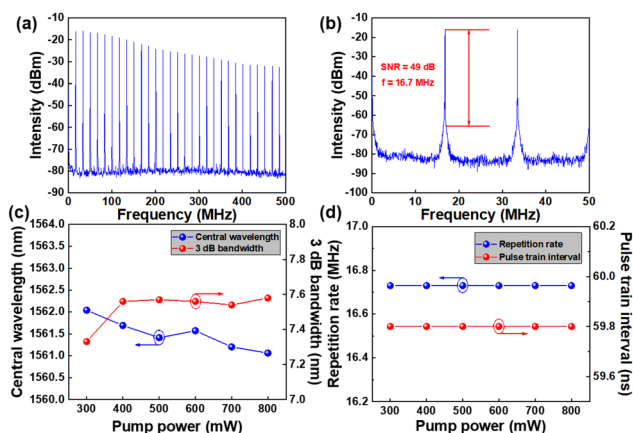 (a)
-10
-20
-30
-40
-50
-60
-70
-80
-90
Intensity (dBm)
0 100 200 300 400 500
Frequency (MHz)
(b)
-10
-20
-30
-40
-50
-60
-70
-80
-90
-100
Intensity (dBm)
SNR = 49 dB
f = 16.7 MHz
0 10 20 30 40 50
Frequency (MHz)
(c)
1564.0
1563.5
1563.0
1562.5
1562.0
1561.5
1561.0
1560.5
1560.0
Central wavelength (nm)
Central wavelength
3 dB bandwidth
8.0
7.8
7.6
7.4
7.2
7.0
3 dB bandwidth (nm)
300 400 500 600 700 800
Pump power (mW)
(d)
17.0
16.8
16.6
16.4
16.2
Repetition rate (MHz)
Repetition rate
Pulse train interval
60.2
60.0
59.8
59.6
Pulse train interval (ns)
300 400 500 600 700 800
Pump power (mW)